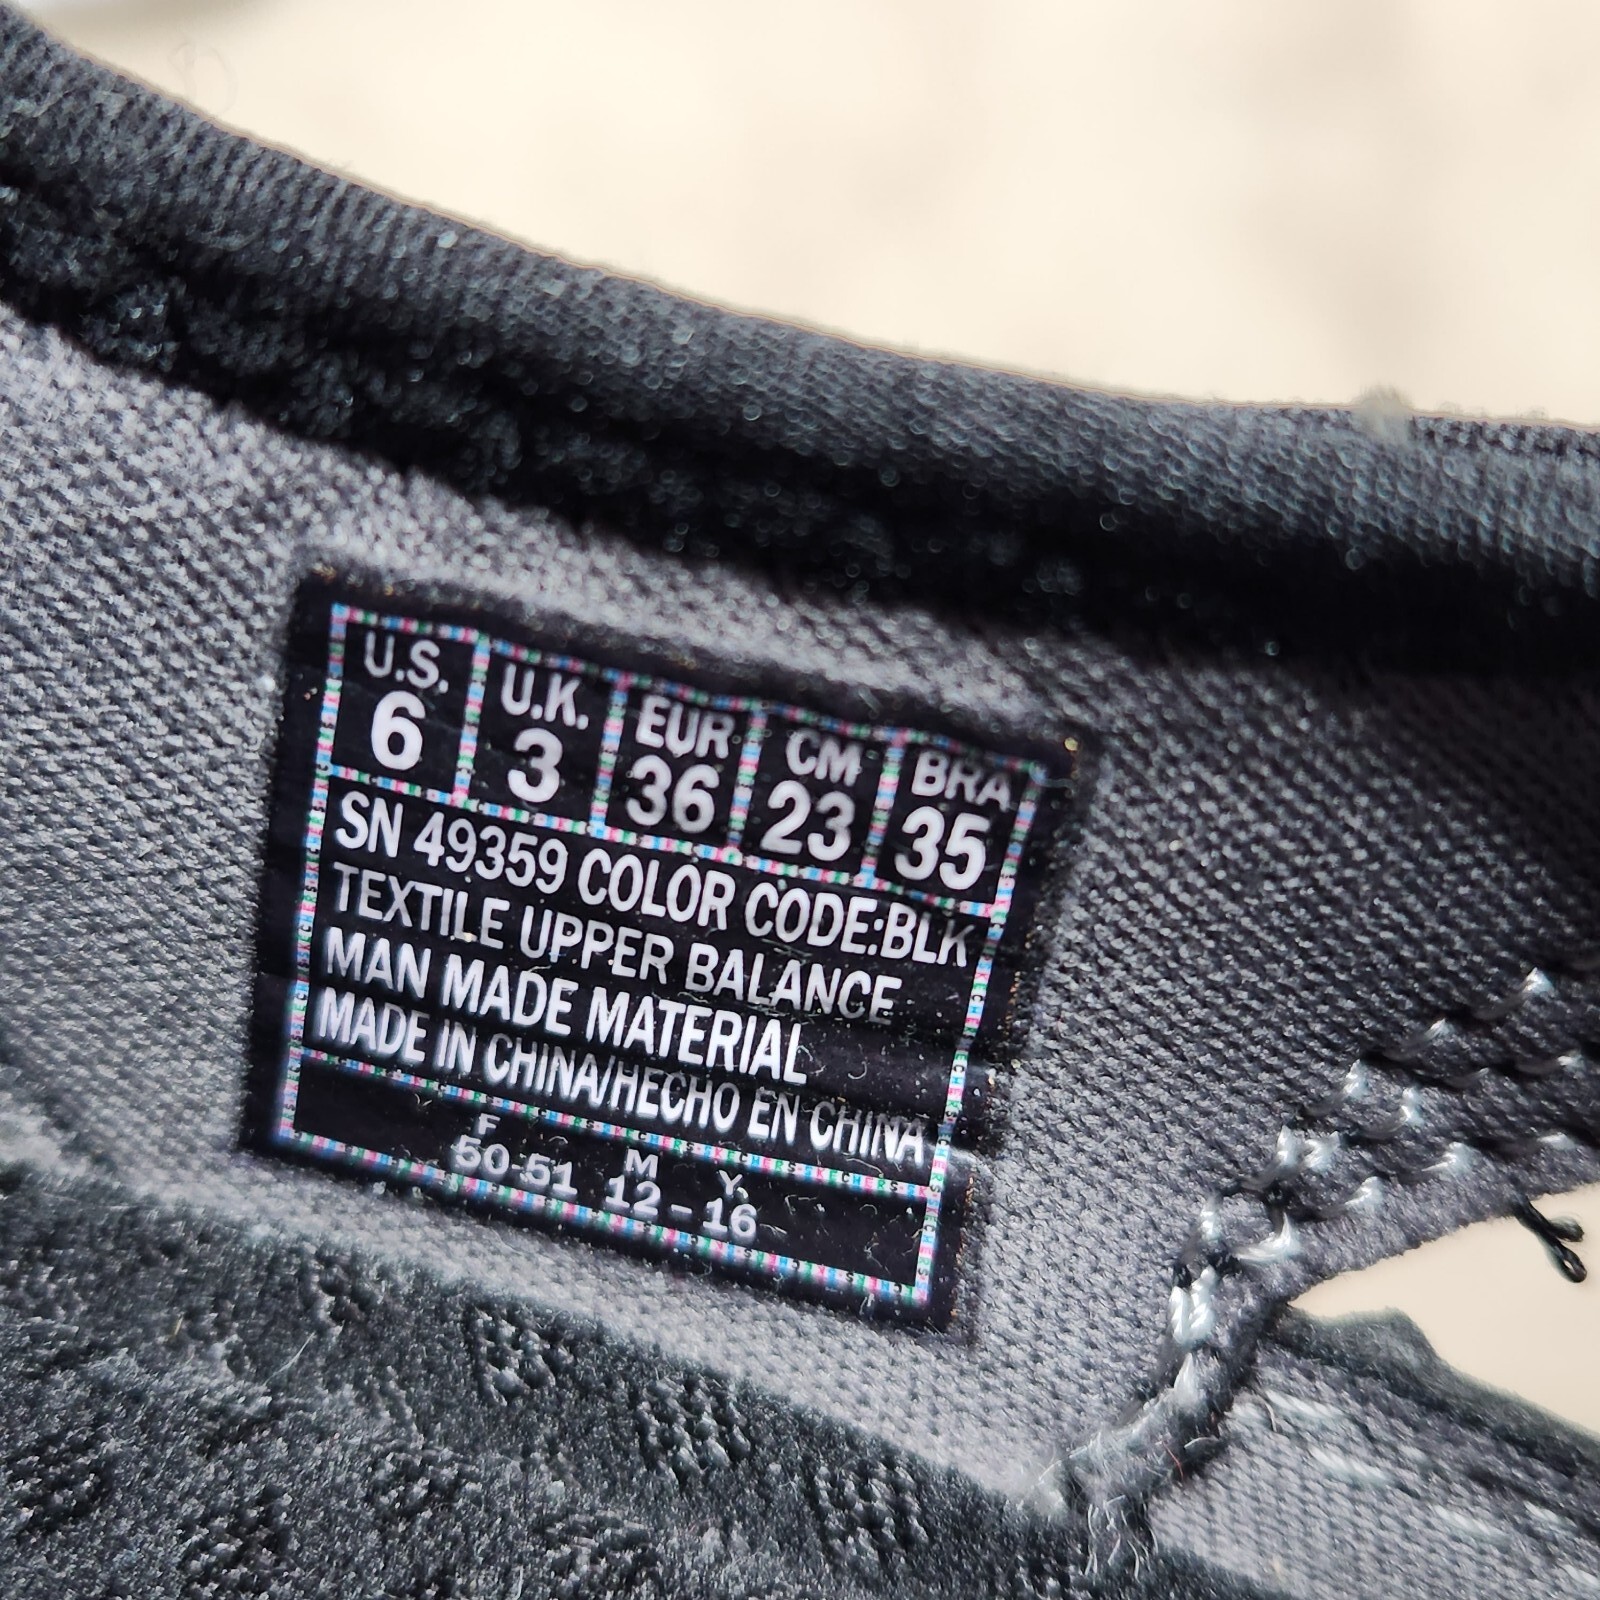 U.S. U.K. EUR CM BRA
6 3 36 23 35
SN 49359 COLOR CODE:BLK
TEXTILE UPPER BALANCE
MAN MADE MATERIAL
MADE IN CHINA/HECHO EN CHINA
F M Y
50-51 12-16
SKECHERS